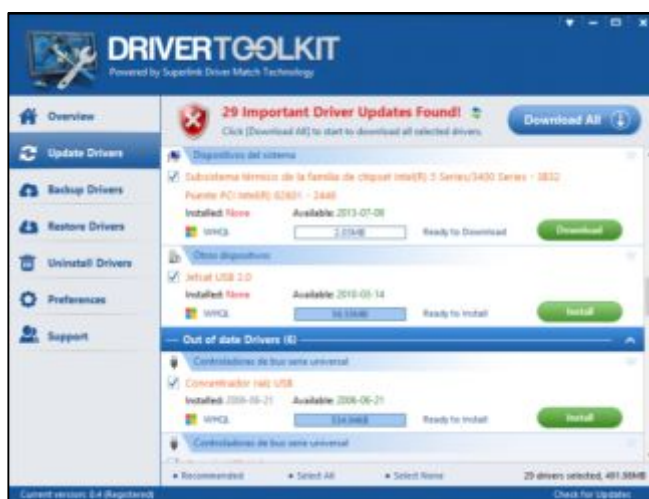 DRIVERTOOLKIT
Powered by Superlink Driver Match Technology
Overview
Update Drivers
Backup Drivers
Restore Drivers
Uninstall Drivers
Preferences
Support
29 Important Driver Updates Found!
Click [Download All] to start to download all selected drivers.
Download All
Dispositivos del sistema
Subsistema térmico de la familia de chipset Intel(R) 5 Series/3400 Series - 3B32
Puente PCI Intel(R) 82801 - 2448
Installed: None Available: 2013-07-08
WHQL Ready to Download Download
Otros dispositivos
USB 2.0
Installed: None Available: 2010-03-14
WHQL Ready to Install Install
Out of date Drivers (6)
Controladoras de bus serie universal
Concentrador raíz USB
Installed: 2006-06-21 Available: 2006-06-21
WHQL Ready to Install Install
Controladoras de bus serie universal
Recommended Select All Select None 29 drivers selected, 491.98MB
Current version: 8.4 (Registered) Check for Updates